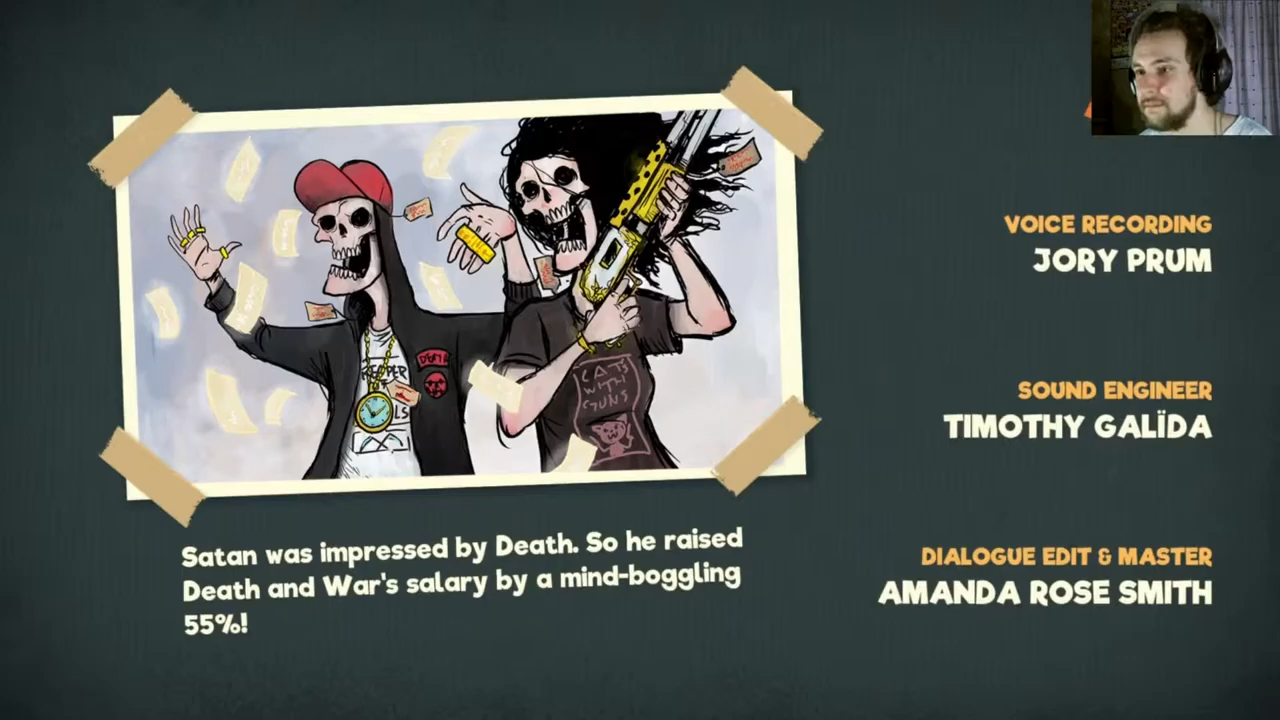 DEATH
CATS
WITH
GUNS
Satan was impressed by Death. So he raised
Death and War's salary by a mind-boggling
55%!
VOICE RECORDING
JORY PRUM
SOUND ENGINEER
TIMOTHY GALÏDA
DIALOGUE EDIT & MASTER
AMANDA ROSE SMITH